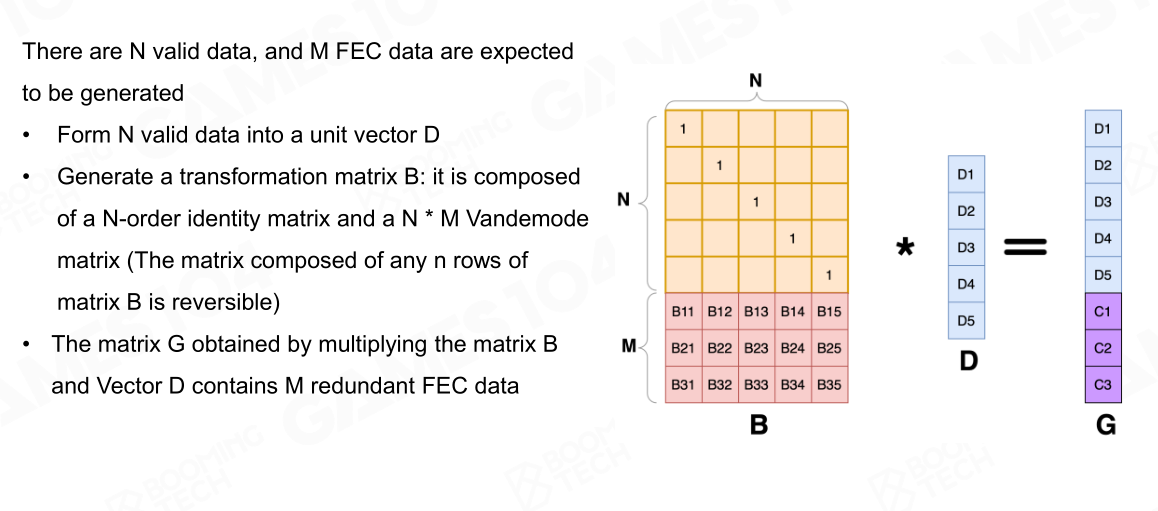 There are N valid data, and M FEC data are expected
to be generated
• Form N valid data into a unit vector D
• Generate a transformation matrix B: it is composed
of a N-order identity matrix and a N * M Vandemode
matrix (The matrix composed of any n rows of
matrix B is reversible)
• The matrix G obtained by multiplying the matrix B
and Vector D contains M redundant FEC data
N
N
1
1
1
1
1
M
B11 B12 B13 B14 B15
B21 B22 B23 B24 B25
B31 B32 B33 B34 B35
B
*
D1
D2
D3
D4
D5
D
=
D1
D2
D3
D4
D5
C1
C2
C3
G
GAMES104
BOOMING
TECH
BOOMING
TECH